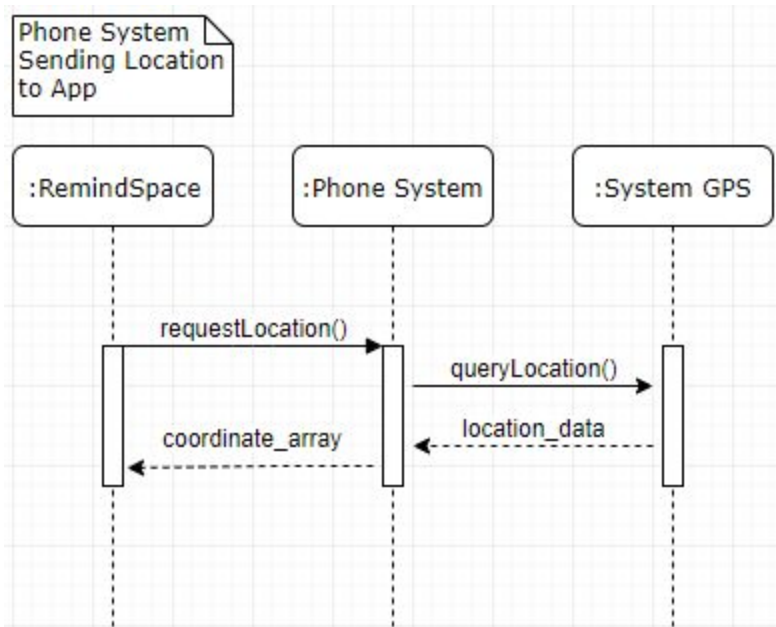 Phone System
Sending Location
to App
:RemindSpace
:Phone System
:System GPS
requestLocation()
queryLocation()
location_data
coordinate_array